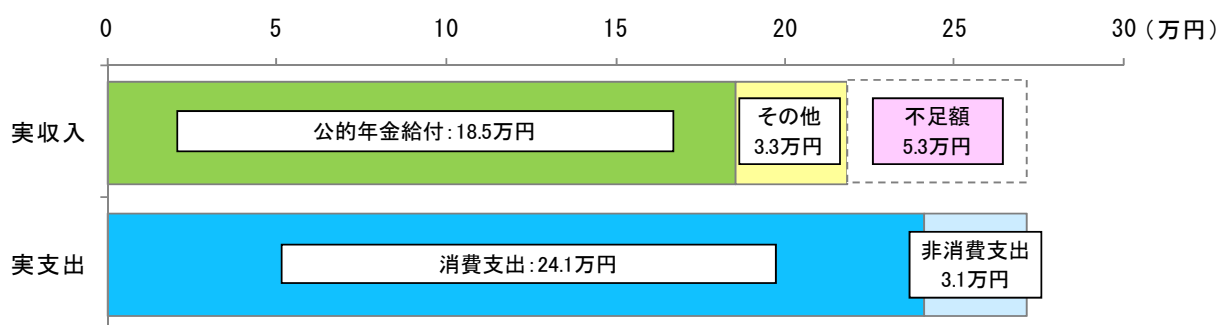 0 5 10 15 20 25 30（万円）
実収入
公的年金給付：18.5万円
その他
3.3万円
不足額
5.3万円
実支出
消費支出：24.1万円
非消費支出
3.1万円